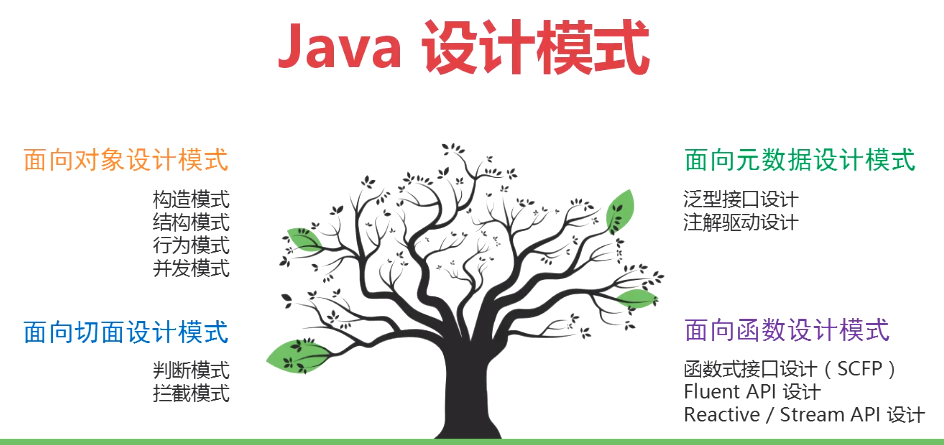 Java 设计模式
面向对象设计模式
构造模式
结构模式
行为模式
并发模式
面向切面设计模式
判断模式
拦截模式
面向元数据设计模式
泛型接口设计
注解驱动设计
面向函数设计模式
函数式接口设计（SCFP）
Fluent API 设计
Reactive / Stream API 设计